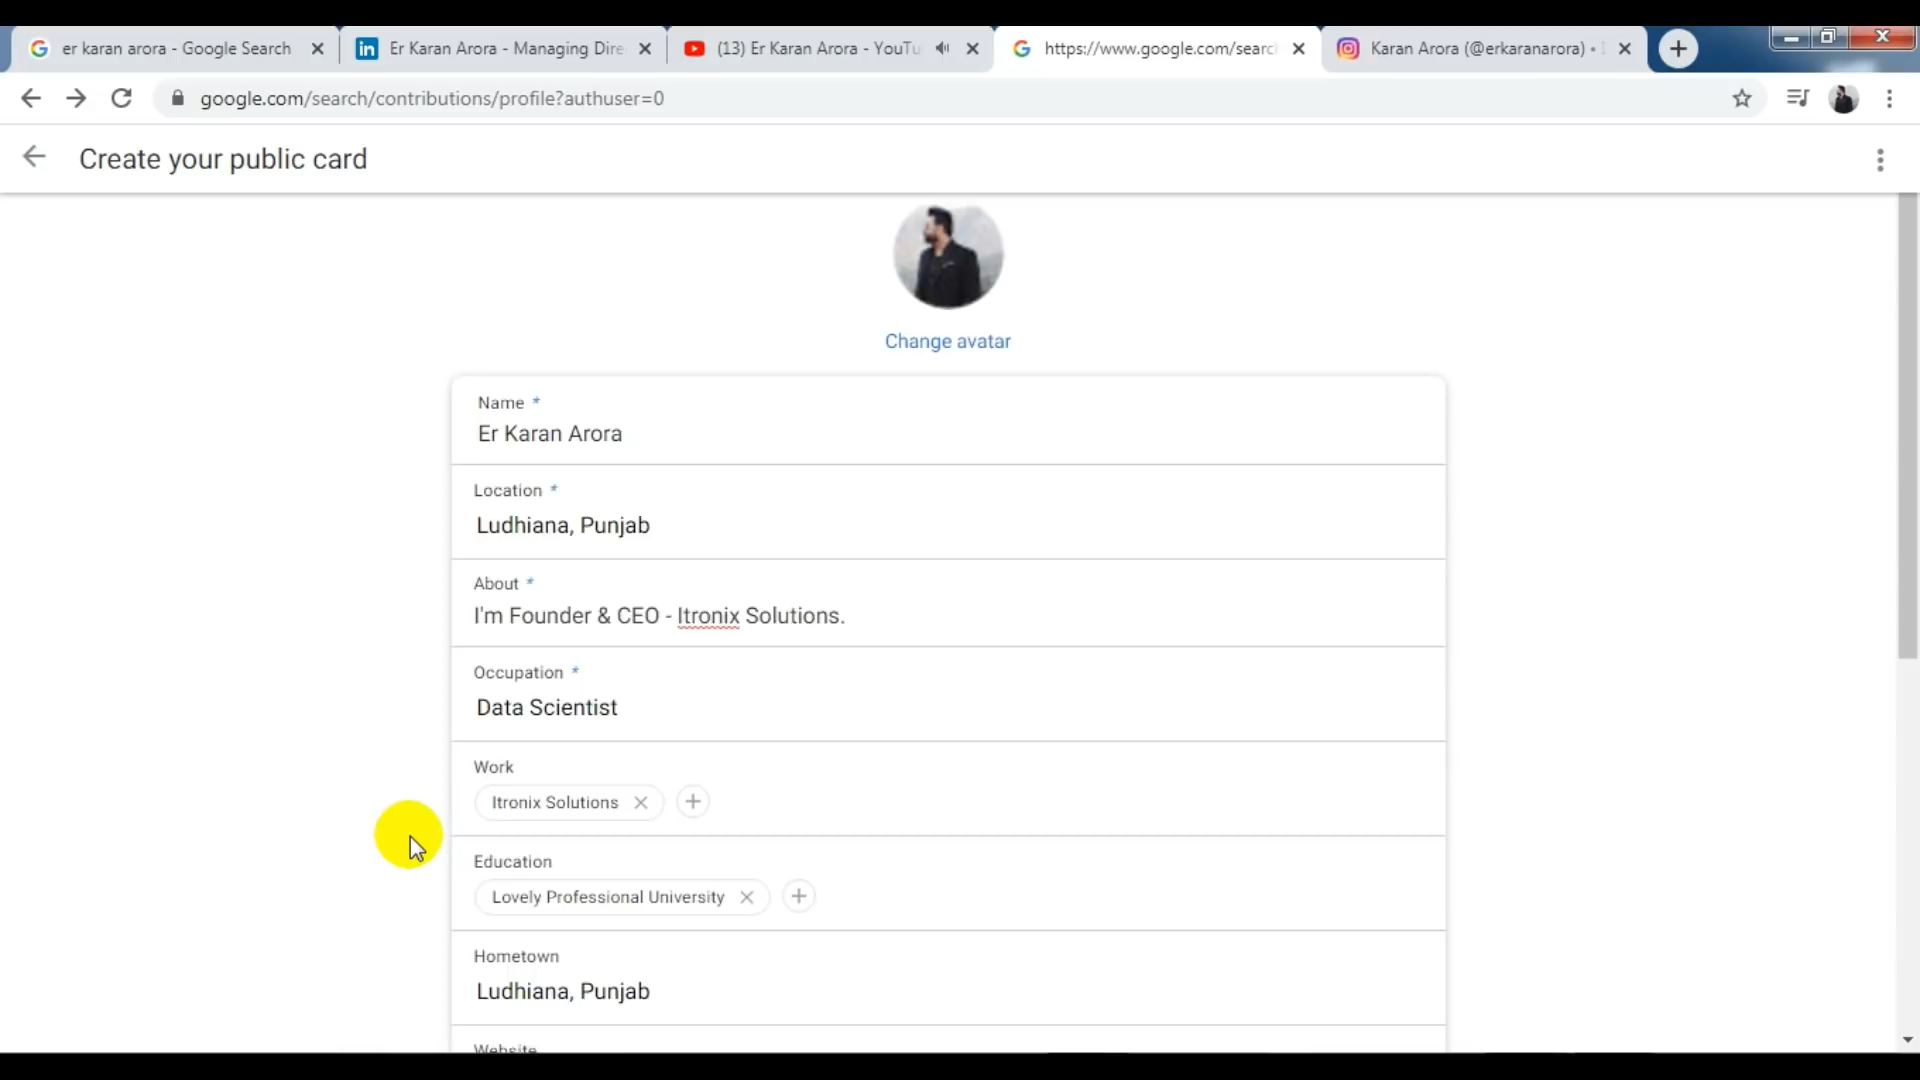 er karan arora - Google Search
Er Karan Arora - Managing Dire
(13) Er Karan Arora - YouTu
https://www.google.com/searc
Karan Arora (@erkaranarora) •
google.com/search/contributions/profile?authuser=0
Create your public card
Change avatar
Name *
Er Karan Arora
Location *
Ludhiana, Punjab
About *
I'm Founder & CEO - Itronix Solutions.
Occupation *
Data Scientist
Work
Itronix Solutions
Education
Lovely Professional University
Hometown
Ludhiana, Punjab
Website